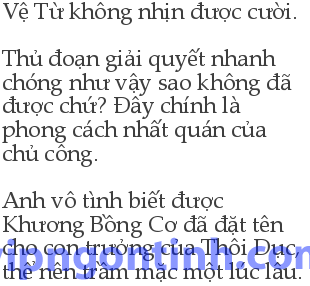 Vệ Từ không nhịn được cười.
Thủ đoạn giải quyết nhanh
chóng như vậy sao không đã
được chứ? Đây chính là
phong cách nhất quán của
chủ công.
Anh vô tình biết được
Khương Bồng Cơ đã đặt tên
cho con trưởng của Thôi Dục,
thế nên trầm mặc một lúc lâu.
vipngontinh.com